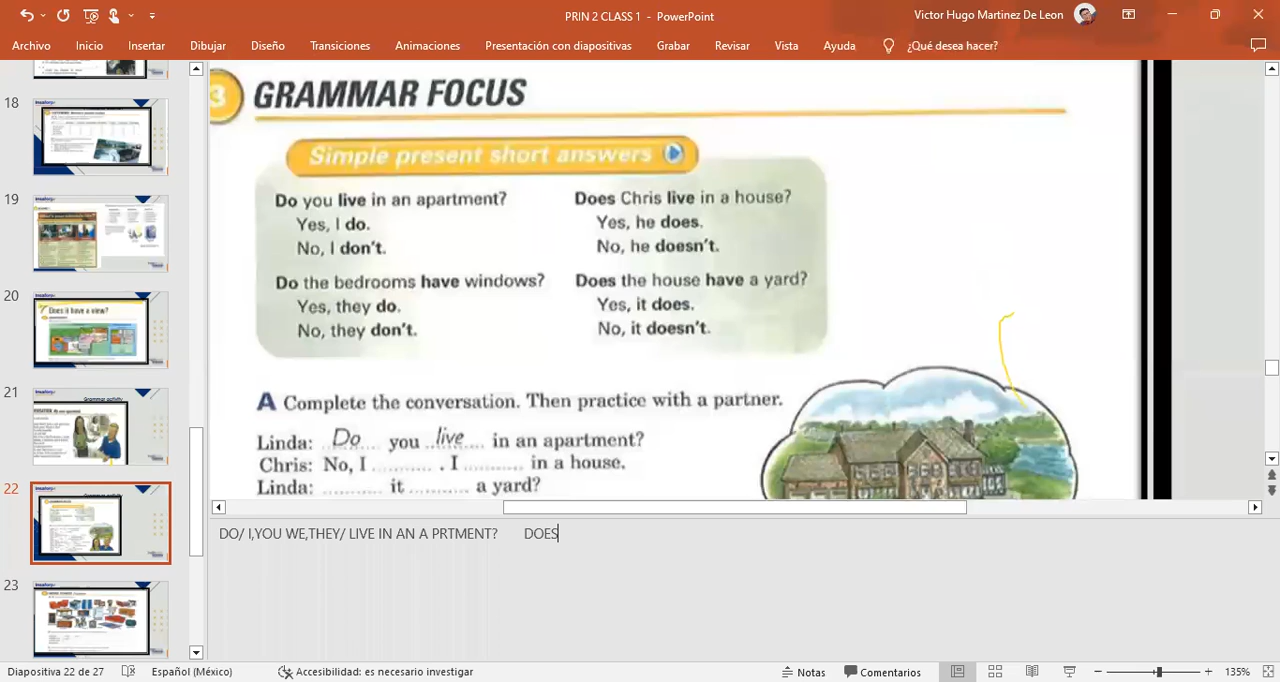 PRIN 2 CLASS 1 - PowerPoint
Victor Hugo Martinez De Leon
Archivo Inicio Insertar Dibujar Diseño Transiciones Animaciones Presentación con diapositivas Grabar Revisar Vista Ayuda ¿Qué desea hacer?
3 GRAMMAR FOCUS
Simple present short answers
Do you live in an apartment?
Yes, I do.
No, I don't.
Does Chris live in a house?
Yes, he does.
No, he doesn't.
Do the bedrooms have windows?
Yes, they do.
No, they don't.
Does the house have a yard?
Yes, it does.
No, it doesn't.
A Complete the conversation. Then practice with a partner.
Linda: Do you live in an apartment?
Chris: No, I .......... . I .......... in a house.
Linda: .......... it .......... a yard?
18
19
20
Does it have a view?
21
22
23
DO/ I,YOU WE,THEY/ LIVE IN AN A PRTMENT? DOES
Diapositiva 22 de 27 Español (México) Accesibilidad: es necesario investigar Notas Comentarios 135%